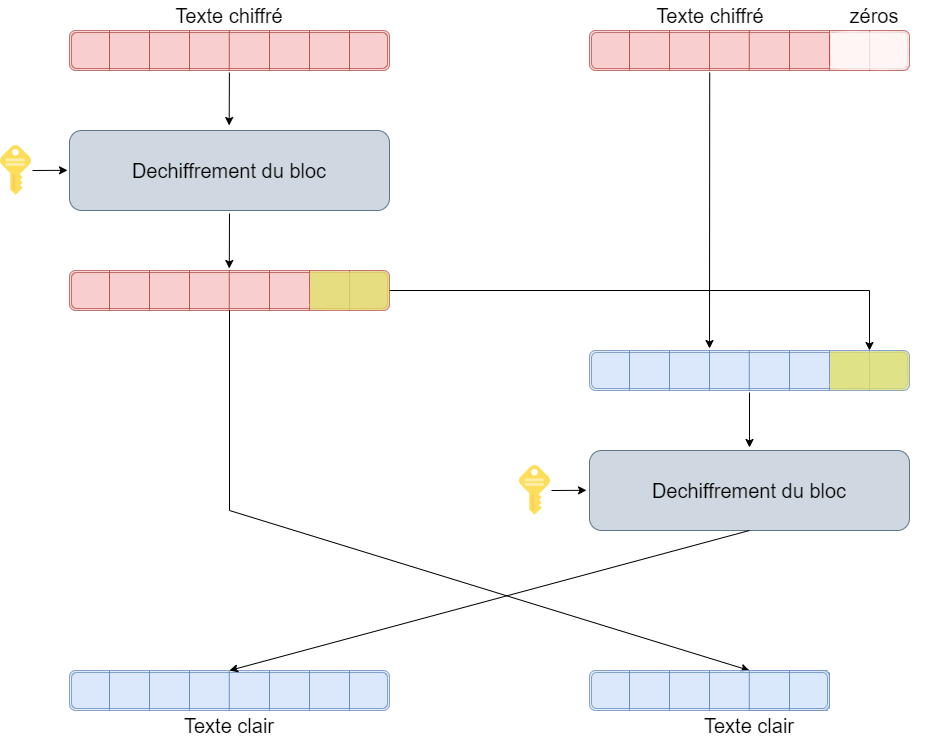 Texte chiffré
Texte chiffré
zéros
Dechiffrement du bloc
Dechiffrement du bloc
Texte clair
Texte clair